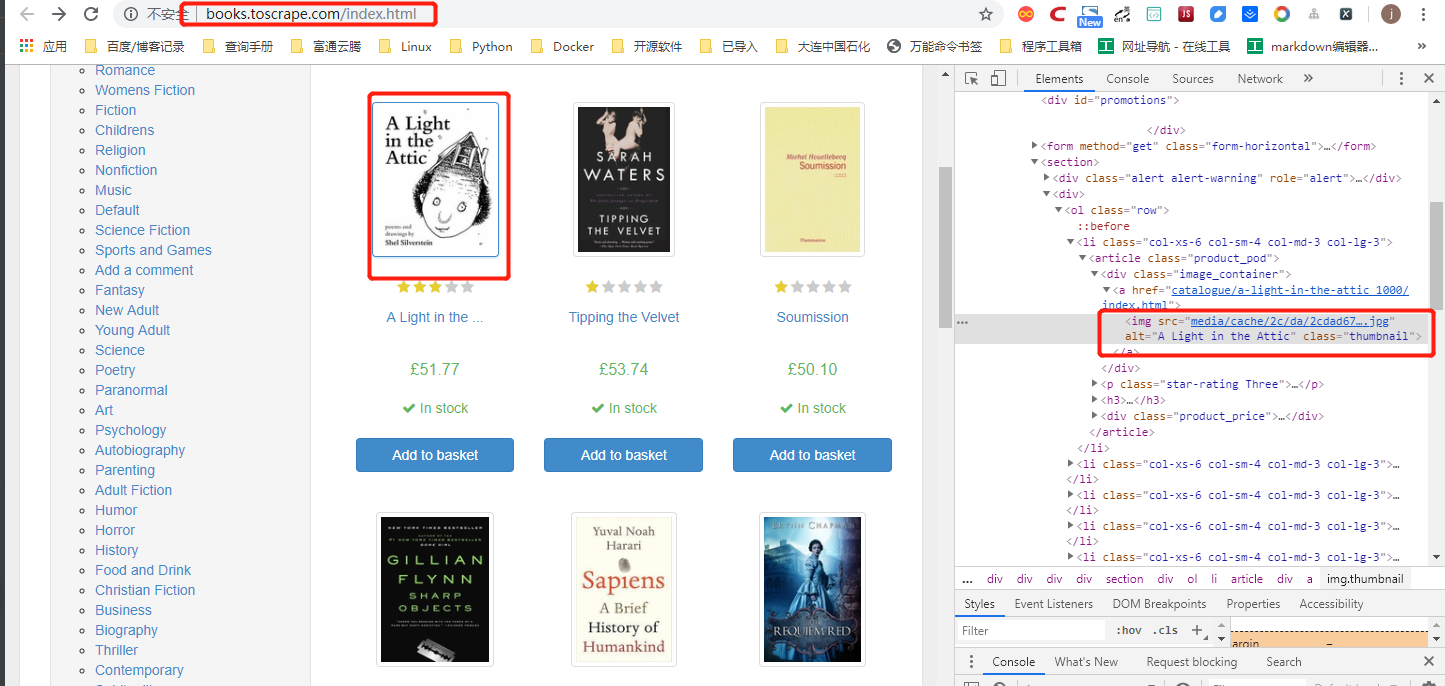 不安全 books.toscrape.com/index.html
New
en
JS
j
应用 百度/博客记录 查询手册 富通云腾 Linux Python Docker 开源软件 已导入 大连中国石化 万能命令书签 程序工具箱 网址导航 - 在线工具 markdown编辑器... »
Romance
Womens Fiction
Fiction
Childrens
Religion
Nonfiction
Music
Default
Science Fiction
Sports and Games
Add a comment
Fantasy
New Adult
Young Adult
Science
Poetry
Paranormal
Art
Psychology
Autobiography
Parenting
Adult Fiction
Humor
Horror
History
Food and Drink
Christian Fiction
Business
Biography
Thriller
Contemporary
A Light
in the
Attic
poems and
drawings by
Shel Silverstein
SARAH
WATERS
TIPPING
THE VELVET
Michel Houellebecq
Soumission
Flammarion
A Light in the ...
Tipping the Velvet
Soumission
£51.77
£53.74
£50.10
In stock
In stock
In stock
Add to basket
Add to basket
Add to basket
NEW YORK TIMES BESTSELLER
GILLIAN
FLYNN
SHARP
OBJECTS
Yuval Noah
Harari
Sapiens
A Brief
History of
Humankind
CHAPMAN
REQUIEM RED
Elements Console Sources Network »
<div id="promotions">
</div>
<form method="get" class="form-horizontal">…</form>
<section>
<div class="alert alert-warning" role="alert">…</div>
<div>
<ol class="row">
::before
<li class="col-xs-6 col-sm-4 col-md-3 col-lg-3">
<article class="product_pod">
<div class="image_container">
<a href="catalogue/a-light-in-the-attic_1000/
index.html">
<img src="media/cache/2c/da/2cdad67….jpg"
alt="A Light in the Attic" class="thumbnail">
</a>
</div>
<p class="star-rating Three">…</p>
<h3>…</h3>
<div class="product_price">…</div>
</article>
</li>
<li class="col-xs-6 col-sm-4 col-md-3 col-lg-3">…
</li>
<li class="col-xs-6 col-sm-4 col-md-3 col-lg-3">…
</li>
<li class="col-xs-6 col-sm-4 col-md-3 col-lg-3">…
</li>
<li class="col-xs-6 col-sm-4 col-md-3 col-lg-3">…
... div div div div section div ol li article div a img.thumbnail
Styles Event Listeners DOM Breakpoints Properties Accessibility
Filter :hov .cls +
argin –
Console What's New Request blocking Search